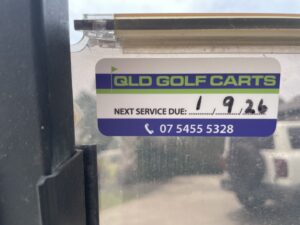 QLD GOLF CARTS
NEXT SERVICE DUE: 1 / 9 / 26
07 5455 5328